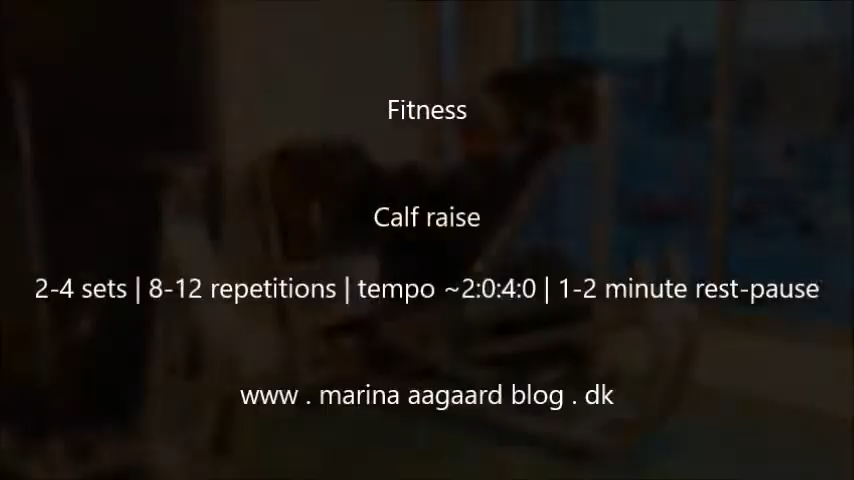 Fitness
Calf raise
2-4 sets | 8-12 repetitions | tempo ~2:0:4:0 | 1-2 minute rest-pause
www . marina aagaard blog . dk